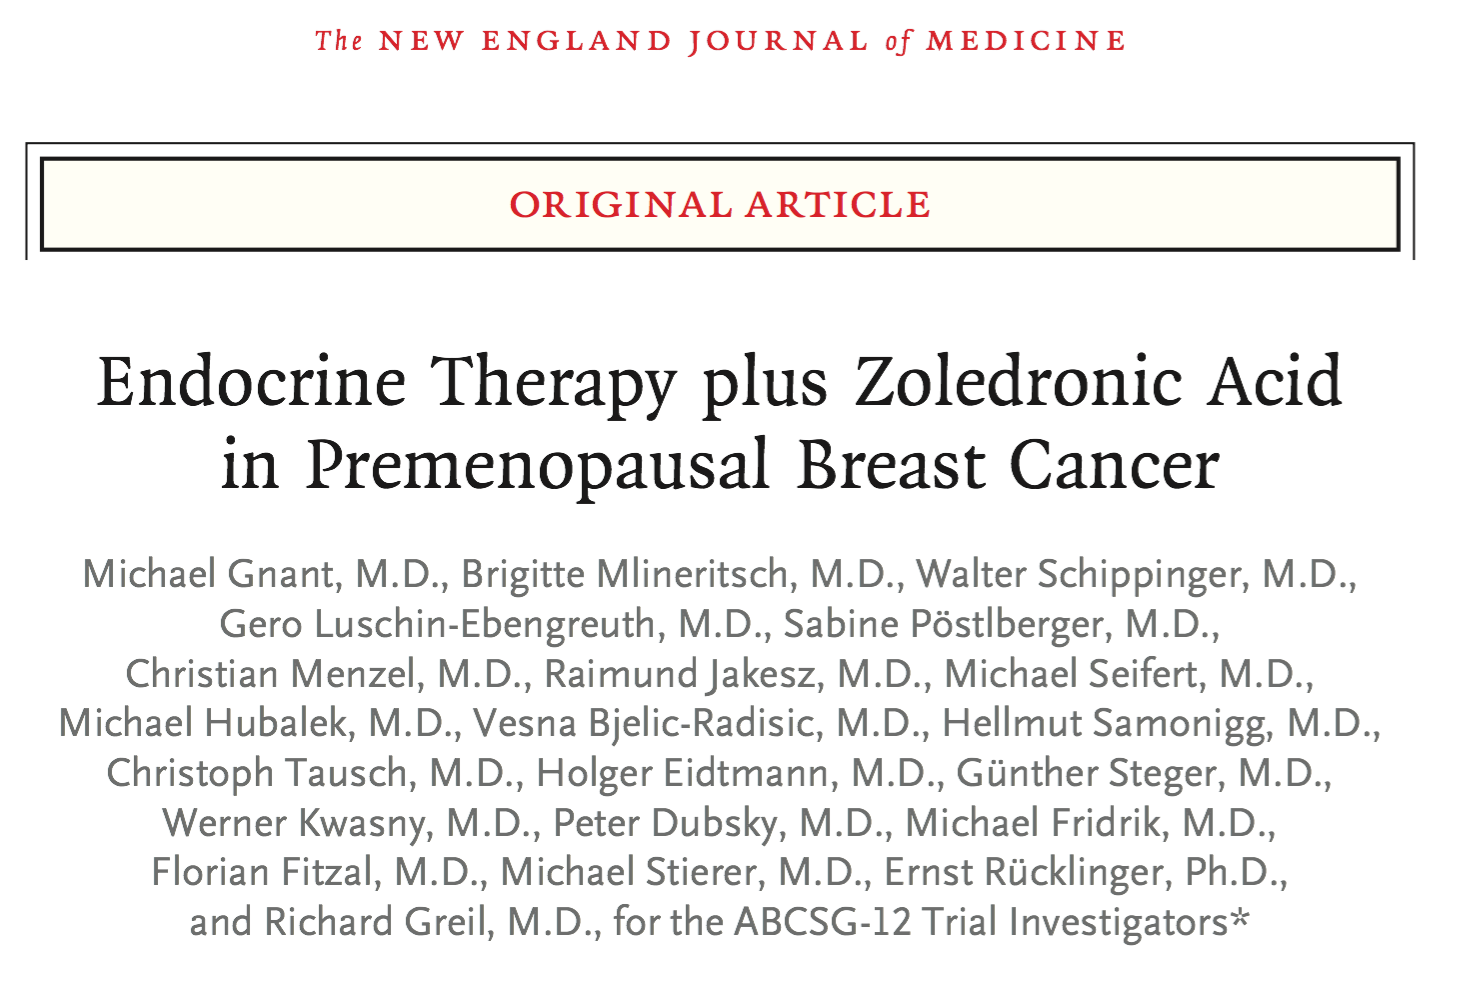 The NEW ENGLAND JOURNAL of MEDICINE
ORIGINAL ARTICLE
Endocrine Therapy plus Zoledronic Acid
in Premenopausal Breast Cancer
Michael Gnant, M.D., Brigitte Mlineritsch, M.D., Walter Schippinger, M.D.,
Gero Luschin-Ebengreuth, M.D., Sabine Pöstlberger, M.D.,
Christian Menzel, M.D., Raimund Jakesz, M.D., Michael Seifert, M.D.,
Michael Hubalek, M.D., Vesna Bjelic-Radisic, M.D., Hellmut Samonigg, M.D.,
Christoph Tausch, M.D., Holger Eidtmann, M.D., Günther Steger, M.D.,
Werner Kwasny, M.D., Peter Dubsky, M.D., Michael Fridrik, M.D.,
Florian Fitzal, M.D., Michael Stierer, M.D., Ernst Rücklinger, Ph.D.,
and Richard Greil, M.D., for the ABCSG-12 Trial Investigators*